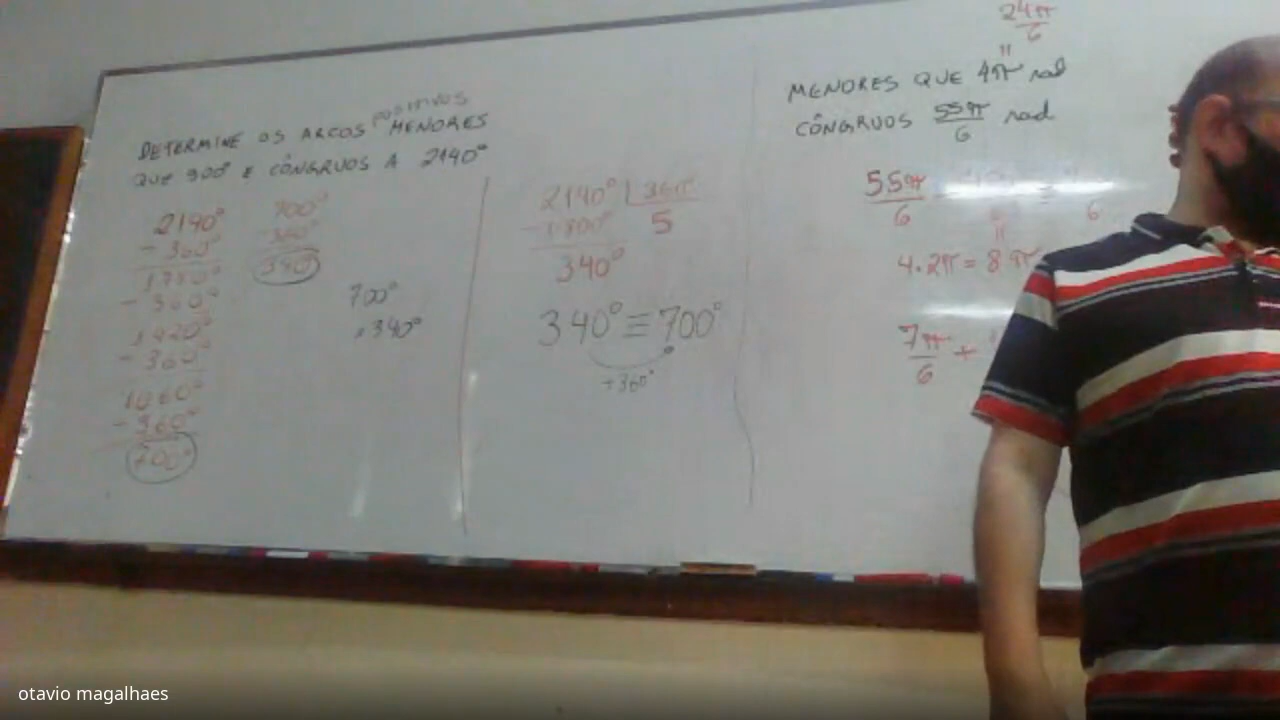 DETERMINE OS ARCOS POSITIVOS MENORES
QUE 900° E CÔNGRUOS A 2140°
2140°
- 360°
1780°
- 360°
1420°
- 360°
1060°
- 360°
700°
700°
- 360°
340°
700°
340°
2140° 360°
- 1800° 5
340°
340° ≡ 700°
+360°
24π/6
=
MENORES QUE 4π rad
CÔNGRUOS 55π/6 rad
55π/6
6
=
4.2π = 8π
7π/6 +
otavio magalhaes